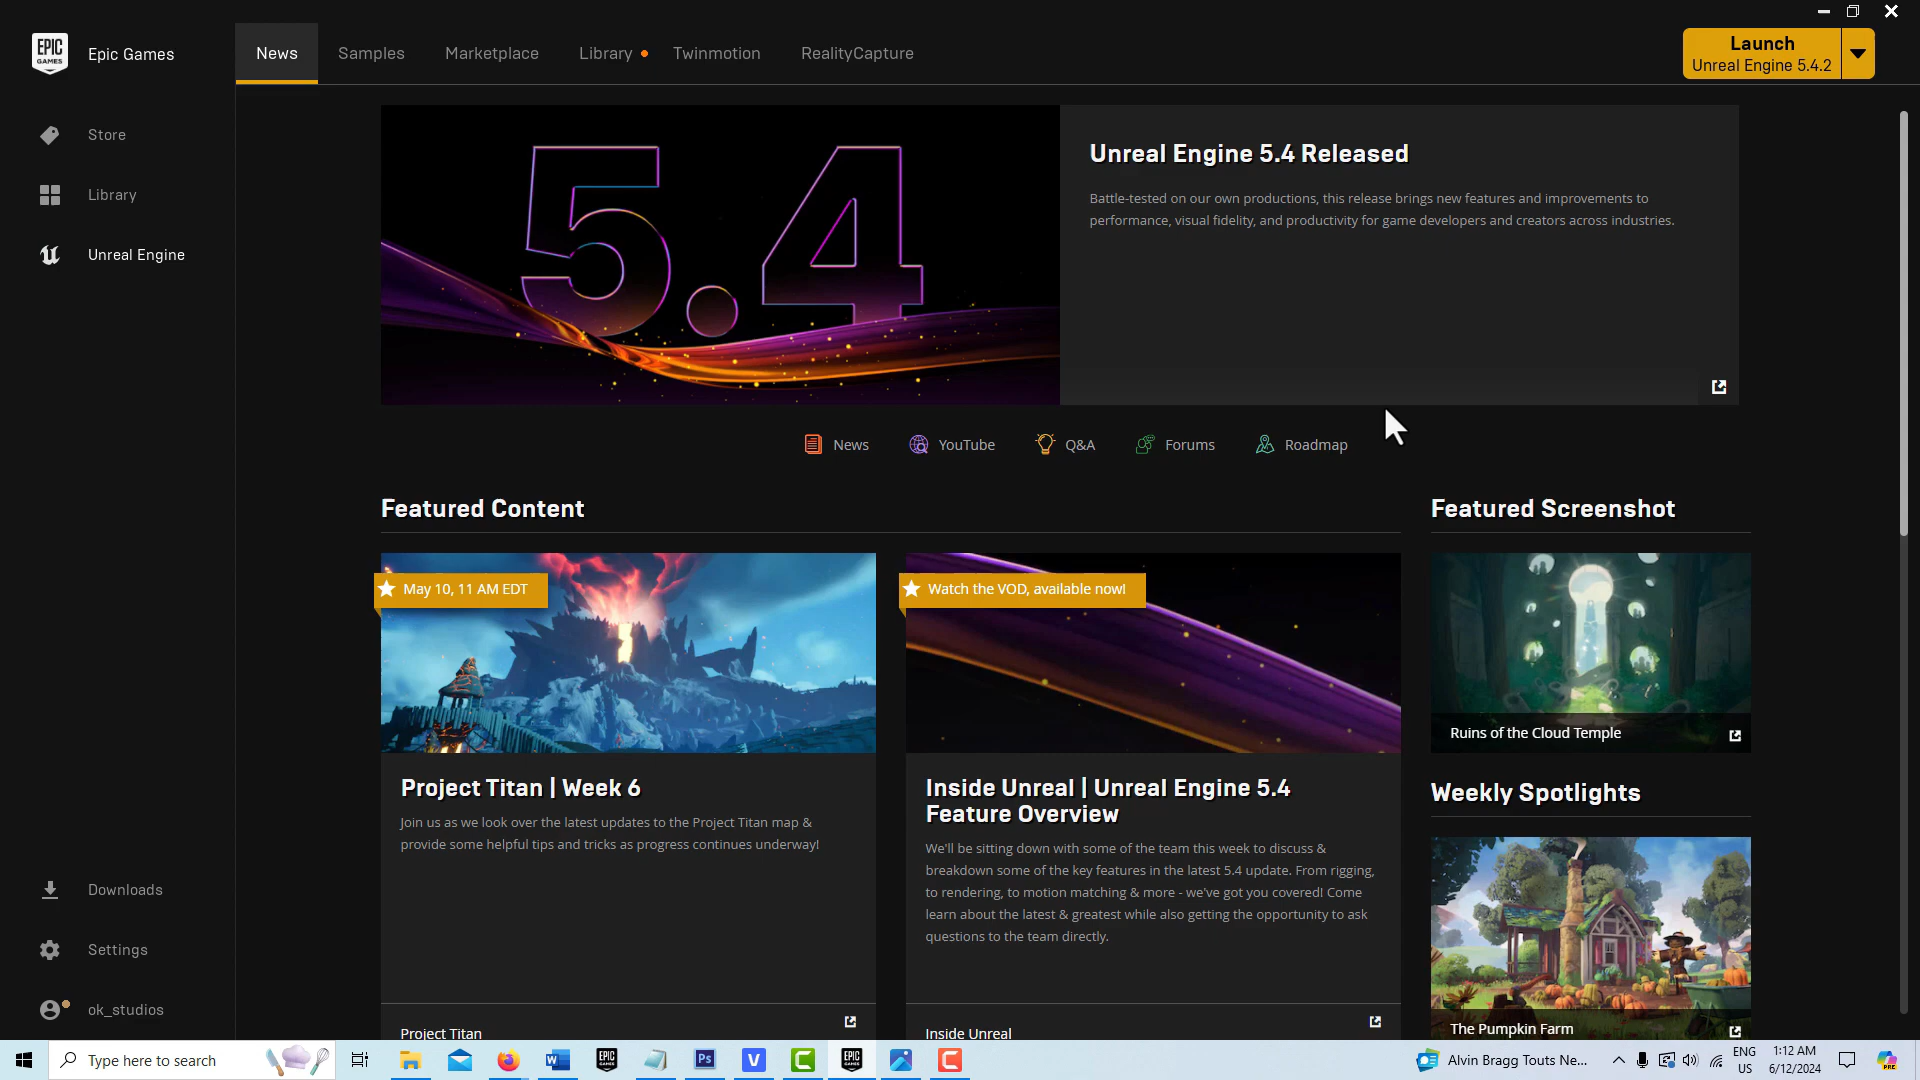 EPIC GAMES
Epic Games
News
Samples
Marketplace
Library
Twinmotion
RealityCapture
Launch
Unreal Engine 5.4.2
Store
Library
Unreal Engine
5.4
Unreal Engine 5.4 Released
Battle-tested on our own productions, this release brings new features and improvements to
performance, visual fidelity, and productivity for game developers and creators across industries.
News
YouTube
Q&A
Forums
Roadmap
Featured Content
Featured Screenshot
May 10, 11 AM EDT
Watch the VOD, available now!
Ruins of the Cloud Temple
Project Titan | Week 6
Join us as we look over the latest updates to the Project Titan map &
provide some helpful tips and tricks as progress continues underway!
Project Titan
Inside Unreal | Unreal Engine 5.4
Feature Overview
We'll be sitting down with some of the team this week to discuss &
breakdown some of the key features in the latest 5.4 update. From rigging,
to rendering, to motion matching & more - we've got you covered! Come
learn about the latest & greatest while also getting the opportunity to ask
questions to the team directly.
Inside Unreal
Weekly Spotlights
The Pumpkin Farm
Downloads
Settings
ok_studios
Type here to search
W
EPIC GAMES
Ps
V
C
EPIC GAMES
C
Alvin Bragg Touts Ne...
ENG
US
1:12 AM
6/12/2024
PRE